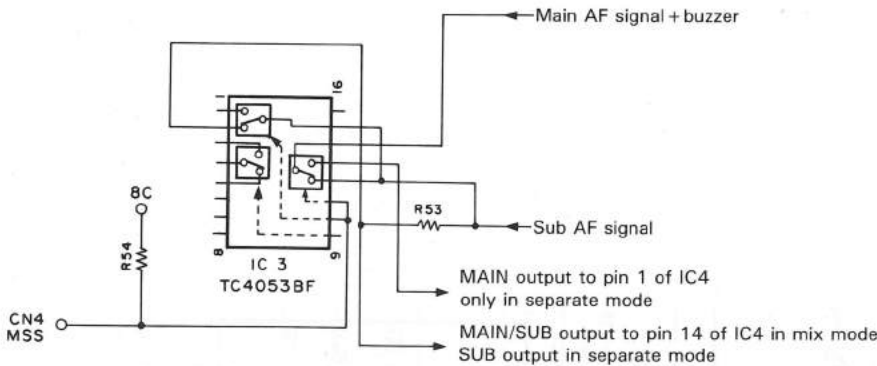 Main AF signal+buzzer
16
8C
R53
Sub AF signal
R54
8
9
IC 3
TC4053BF
MAIN output to pin 1 of IC4
only in separate mode
CN4
MSS
MAIN/SUB output to pin 14 of IC4 in mix mode
SUB output in separate mode